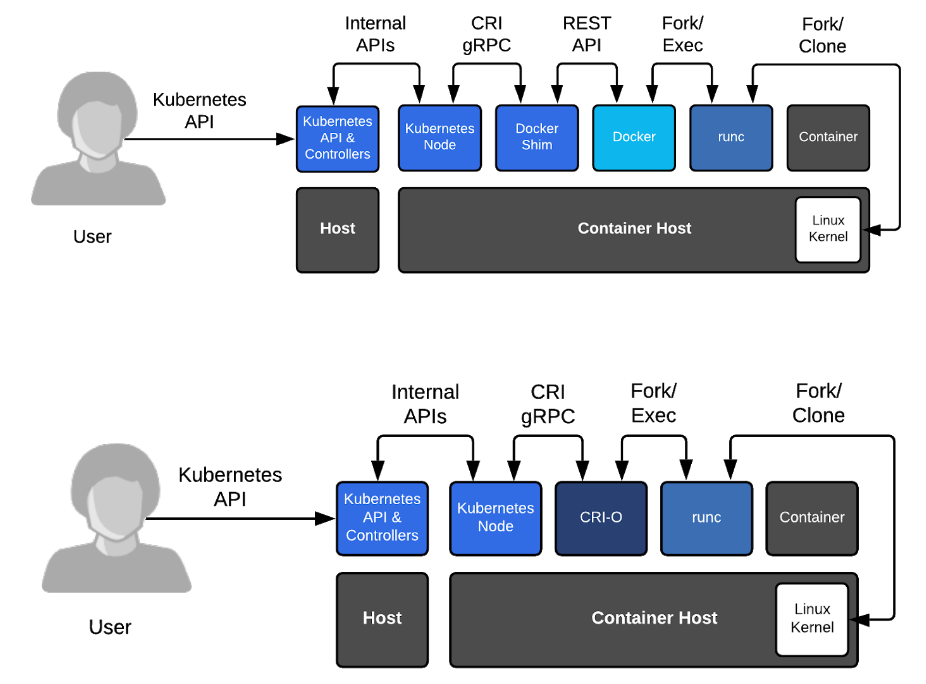 Internal
APIs
CRI
gRPC
REST
API
Fork/
Exec
Fork/
Clone
Kubernetes
API
Kubernetes
API &
Controllers
Kubernetes
Node
Docker
Shim
Docker
runc
Container
User
Host
Container Host
Linux
Kernel
Internal
APIs
CRI
gRPC
Fork/
Exec
Fork/
Clone
Kubernetes
API
Kubernetes
API &
Controllers
Kubernetes
Node
CRI-O
runc
Container
User
Host
Container Host
Linux
Kernel